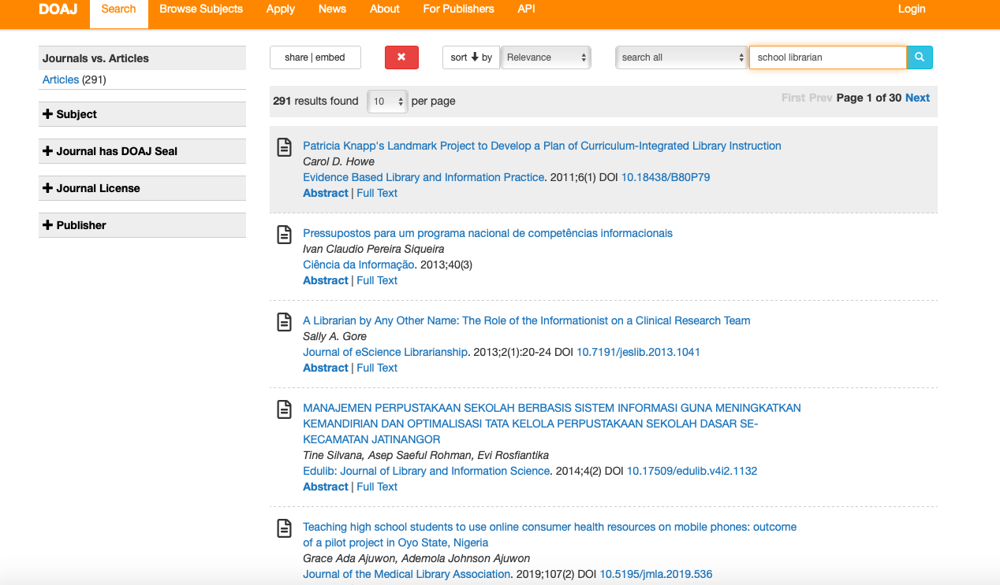 DOAJ Search Browse Subjects Apply News About For Publishers API Login
Journals vs. Articles
Articles (291)
Subject
Journal has DOAJ Seal
Journal License
Publisher
share | embed sort by Relevance search all school librarian
291 results found 10 per page First Prev Page 1 of 30 Next
Patricia Knapp's Landmark Project to Develop a Plan of Curriculum-Integrated Library Instruction
Carol D. Howe
Evidence Based Library and Information Practice. 2011;6(1) DOI 10.18438/B80P79
Abstract | Full Text
Pressupostos para um programa nacional de competências informacionais
Ivan Claudio Pereira Siqueira
Ciência da Informação. 2013;40(3)
Abstract | Full Text
A Librarian by Any Other Name: The Role of the Informationist on a Clinical Research Team
Sally A. Gore
Journal of eScience Librarianship. 2013;2(1):20-24 DOI 10.7191/jeslib.2013.1041
Abstract | Full Text
MANAJEMEN PERPUSTAKAAN SEKOLAH BERBASIS SISTEM INFORMASI GUNA MENINGKATKAN
KEMANDIRIAN DAN OPTIMALISASI TATA KELOLA PERPUSTAKAAN SEKOLAH DASAR SE-
KECAMATAN JATINANGOR
Tine Silvana, Asep Saeful Rohman, Evi Rosfiantika
Edulib: Journal of Library and Information Science. 2014;4(2) DOI 10.17509/edulib.v4i2.1132
Abstract | Full Text
Teaching high school students to use online consumer health resources on mobile phones: outcome
of a pilot project in Oyo State, Nigeria
Grace Ada Ajuwon, Ademola Johnson Ajuwon
Journal of the Medical Library Association. 2019;107(2) DOI 10.5195/jmla.2019.536